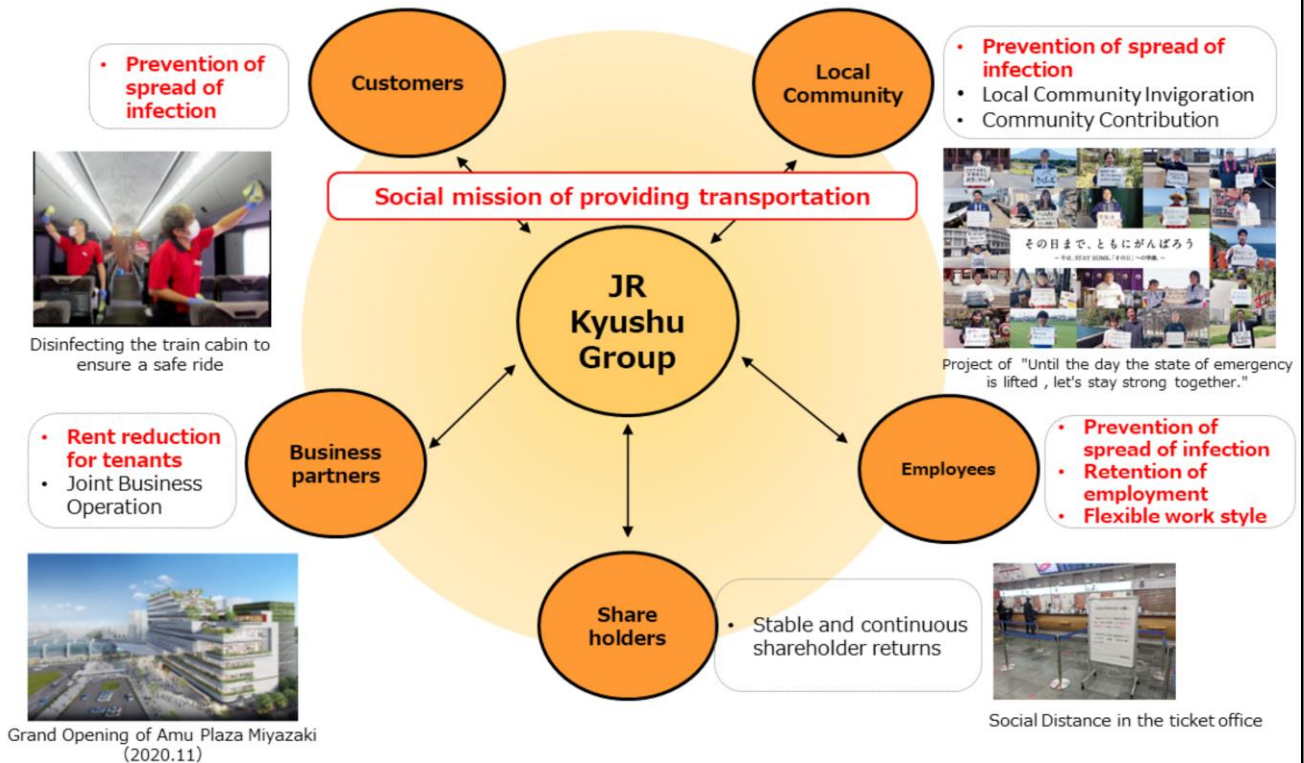 • Prevention of
spread of
infection
Customers
Local
Community
• Prevention of spread of
infection
• Local Community Invigoration
• Community Contribution
Social mission of providing transportation
その日まで、ともにがんばろう
JR
Kyushu
Group
Disinfecting the train cabin to
ensure a safe ride
Project of "Until the day the state of emergency
is lifted , let's stay strong together."
• Rent reduction
for tenants
• Joint Business
Operation
Business
partners
Employees
• Prevention of
spread of infection
• Retention of
employment
• Flexible work style
Share
holders
• Stable and continuous
shareholder returns
Grand Opening of Amu Plaza Miyazaki
(2020.11)
Social Distance in the ticket office